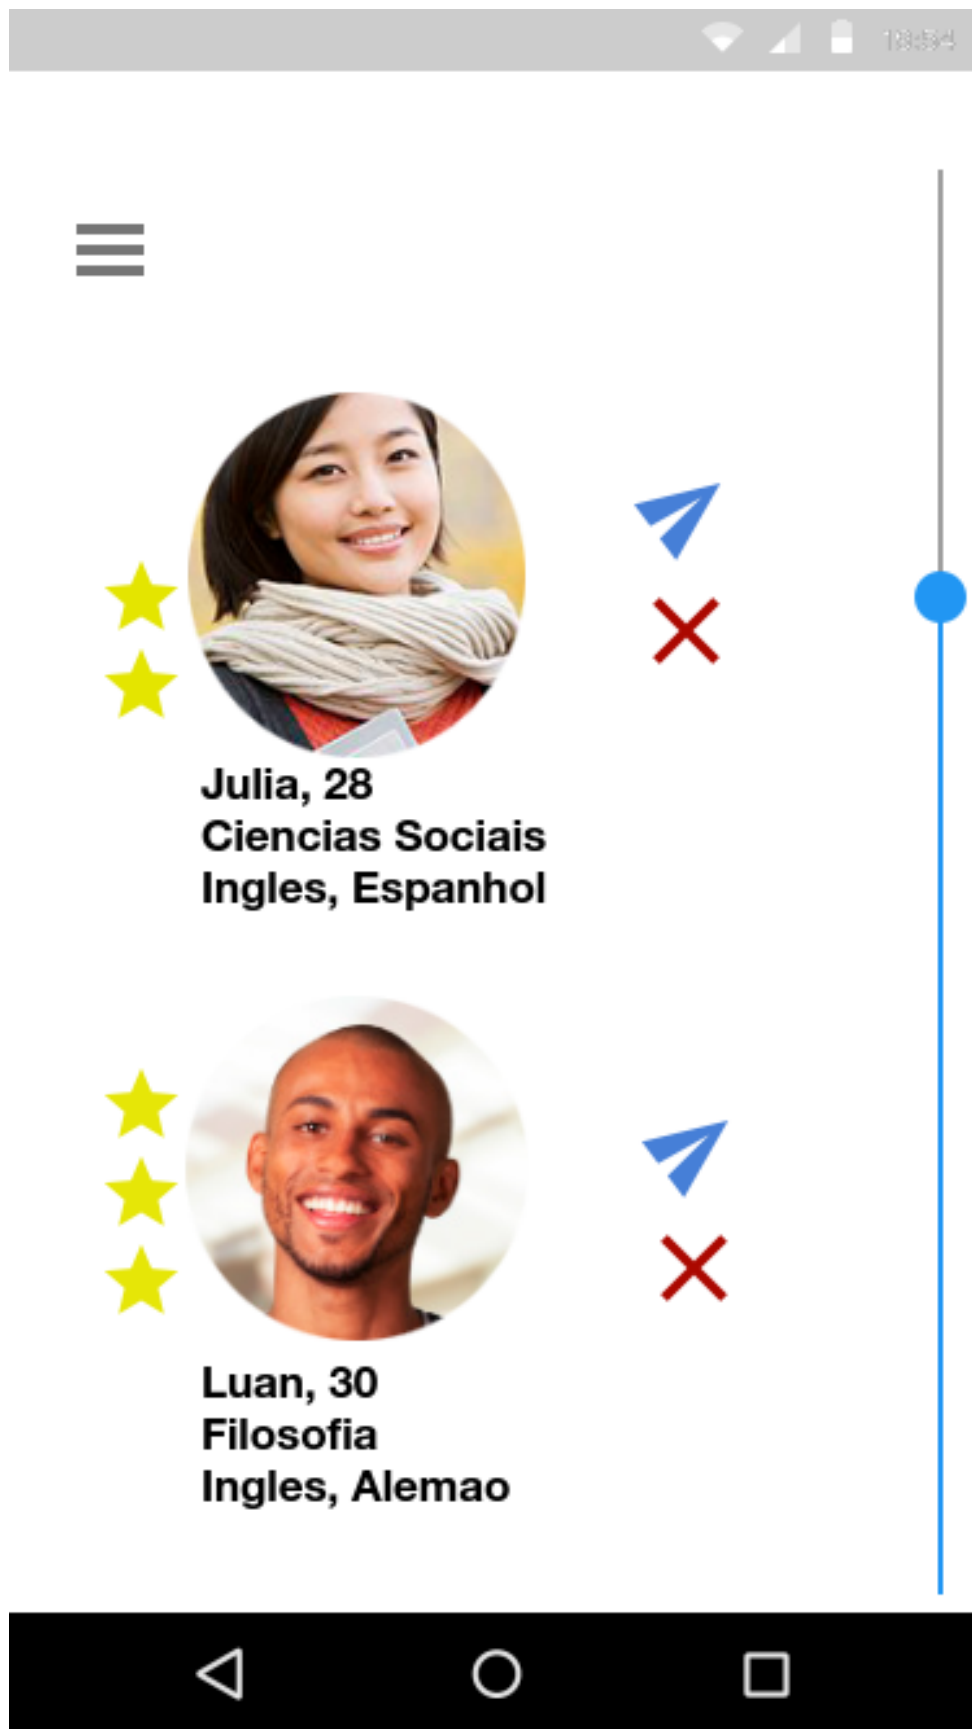 Julia, 28
Ciencias Sociais
Ingles, Espanhol
Luan, 30
Filosofia
Ingles, Alemao